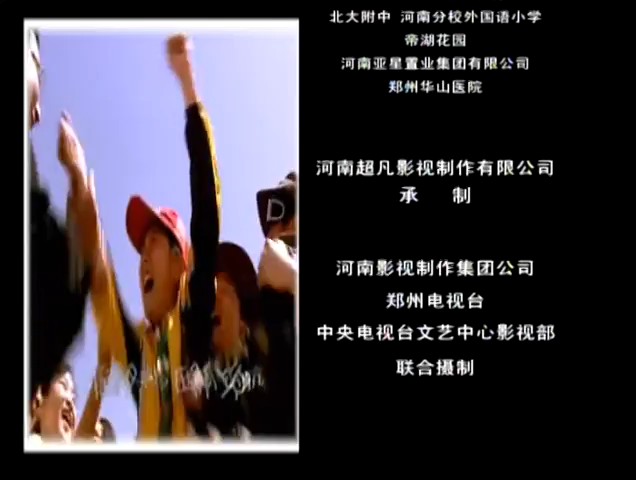 北大附中 河南分校外国语小学
帝湖花园
河南亚星置业集团有限公司
郑州华山医院
河南超凡影视制作有限公司
承 制
河南影视制作集团公司
郑州电视台
中央电视台文艺中心影视部
联合摄制
D